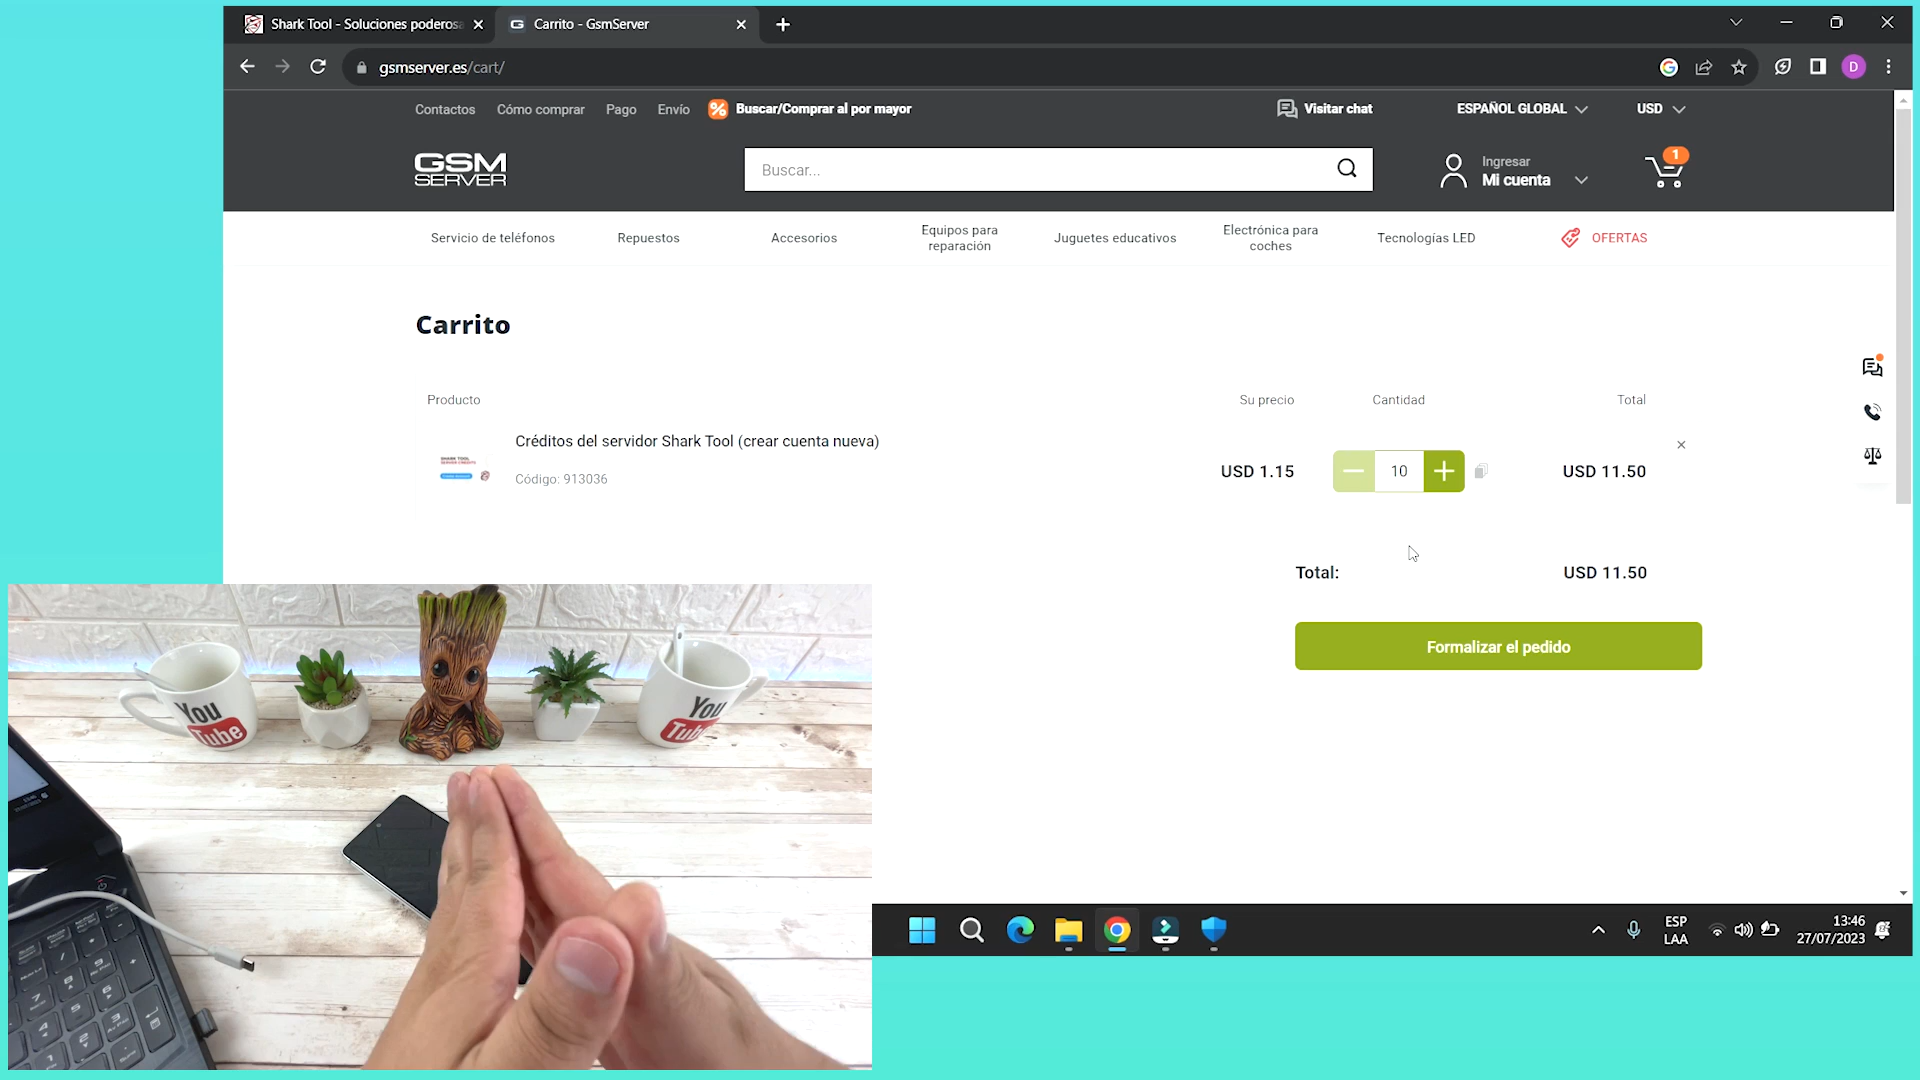 Shark Tool - Soluciones poderosa
Carrito - GsmServer
gsmserver.es/cart/
D
Contactos
Cómo comprar
Pago
Envío
% Buscar/Comprar al por mayor
Visitar chat
ESPAÑOL GLOBAL
USD
GSM
SERVER
Buscar...
Ingresar
Mi cuenta
1
Servicio de teléfonos
Repuestos
Accesorios
Equipos para
reparación
Juguetes educativos
Electrónica para
coches
Tecnologías LED
OFERTAS
Carrito
Producto
Su precio
Cantidad
Total
Créditos del servidor Shark Tool (crear cuenta nueva)
Código: 913036
USD 1.15
10
USD 11.50
Total:
USD 11.50
Formalizar el pedido
You
Tube
You
Tube
ESP
LAA
13:46
27/07/2023